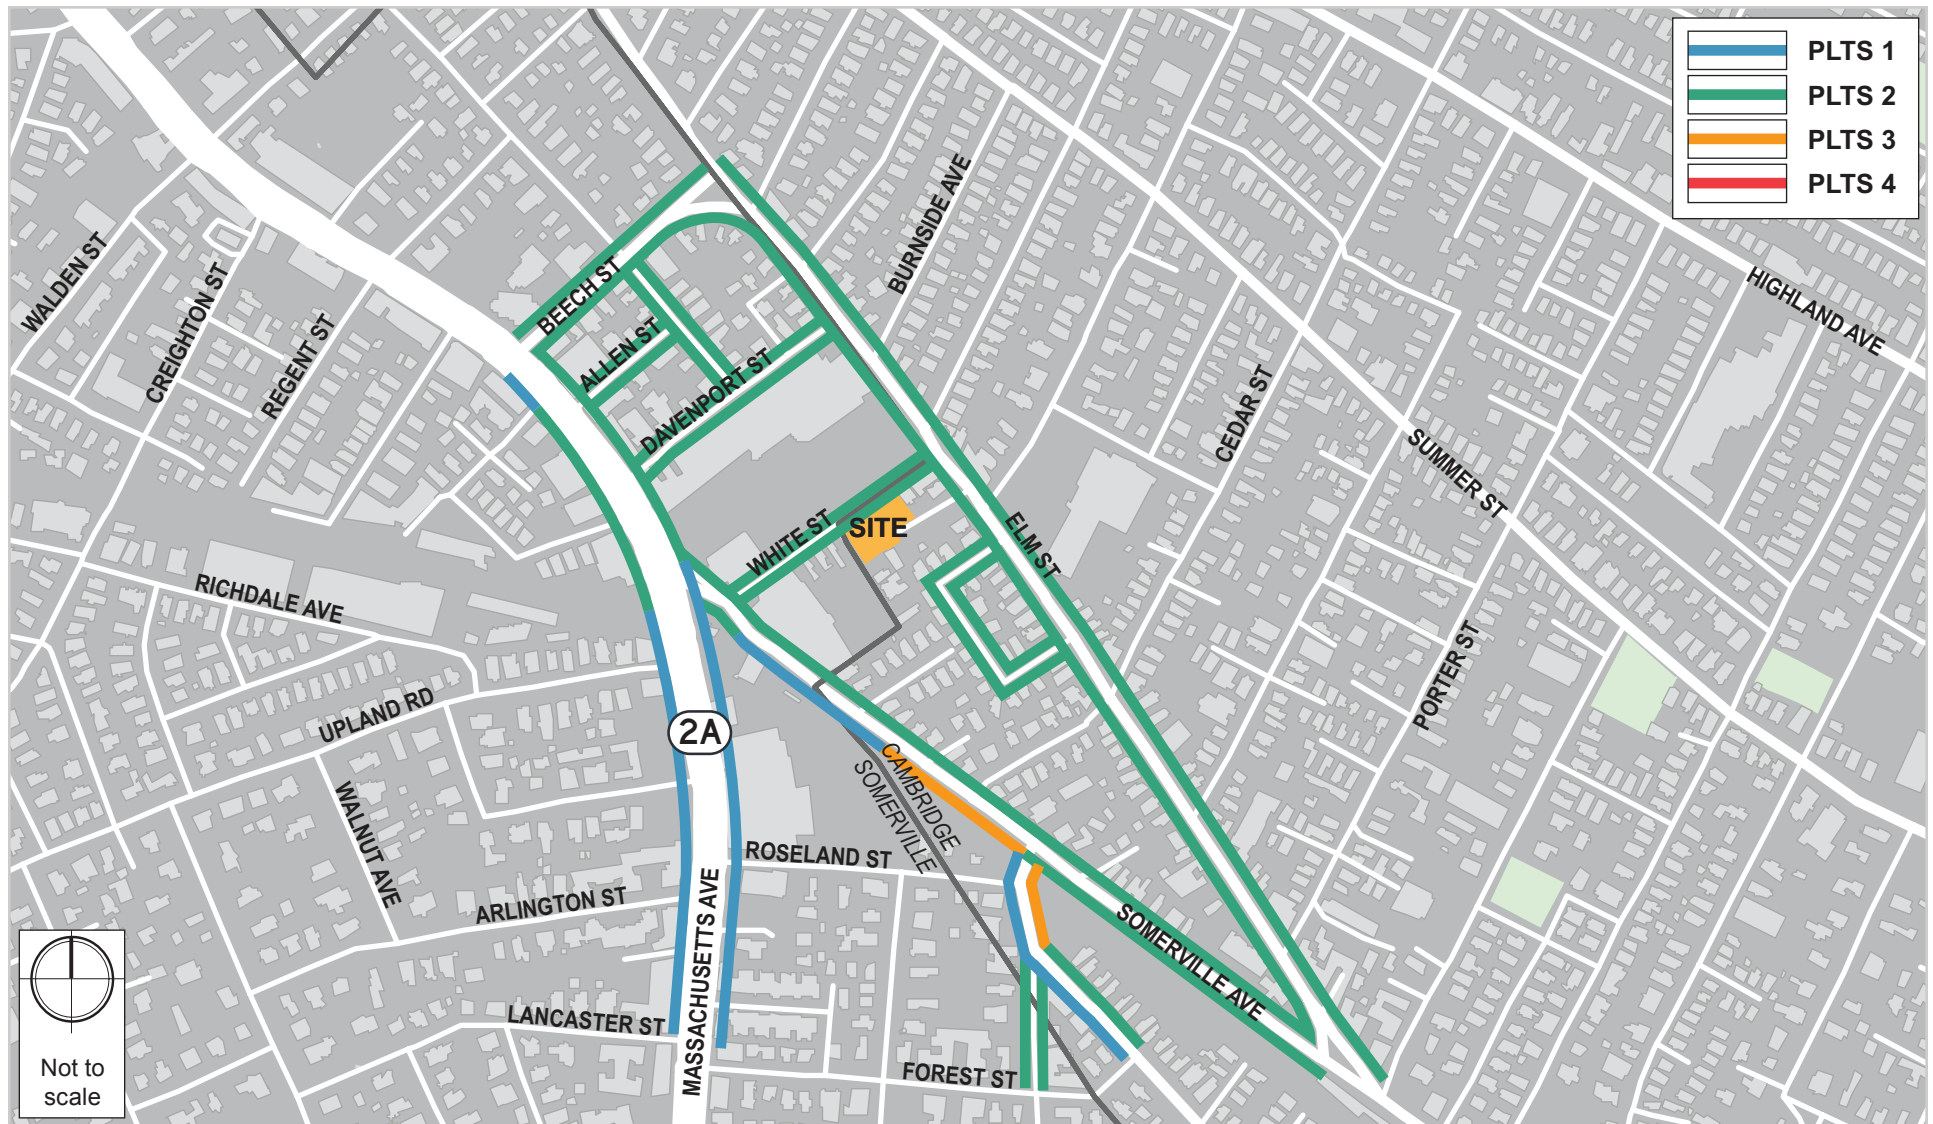 PLTS 1
PLTS 2
PLTS 3
PLTS 4
WALDEN ST
CREIGHTON ST
REGENT ST
BEECH ST
ALLEN ST
DAVENPORT ST
BURNSIDE AVE
HIGHLAND AVE
CEDAR ST
SUMMER ST
WHITE ST
SITE
ELM ST
RICHDALE AVE
UPLAND RD
PORTER ST
2A
WALNUT AVE
CAMBRIDGE
SOMERVILLE
ROSELAND ST
ARLINGTON ST
MASSACHUSETTS AVE
SOMERVILLE AVE
LANCASTER ST
FOREST ST
Not to
scale